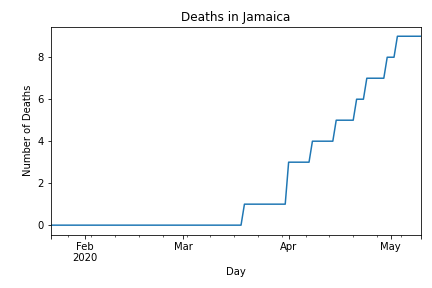 Deaths in Jamaica
Number of Deaths
8
6
4
2
0
Feb
2020
Mar
Apr
May
Day